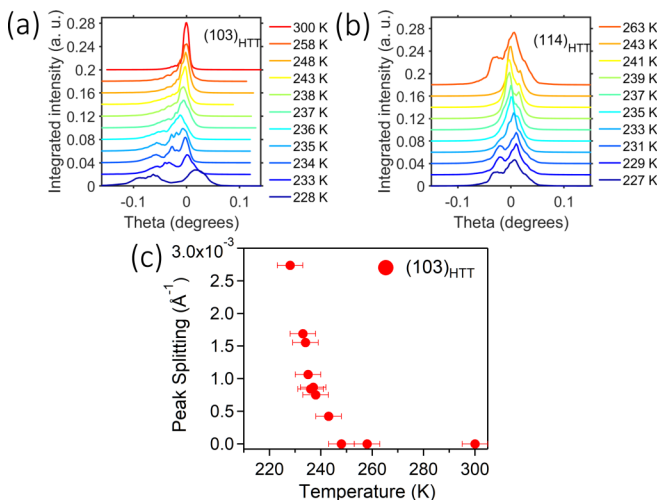 (a)
Integrated intensity (a. u.)
0.28
0.24
0.2
0.16
0.12
0.08
0.04
0
-0.1
0
0.1
Theta (degrees)
(103)HTT
300 K
258 K
248 K
243 K
238 K
237 K
236 K
235 K
234 K
233 K
228 K
(b)
Integrated intensity (a. u.)
0.28
0.24
0.2
0.16
0.12
0.08
0.04
0
-0.1
0
0.1
Theta (degrees)
(114)HTT
263 K
243 K
241 K
239 K
237 K
235 K
233 K
231 K
229 K
227 K
(c)
Peak Splitting (Å⁻¹)
3.0x10⁻³
2.5
2.0
1.5
1.0
0.5
0.0
(103)HTT
220
240
260
280
300
Temperature (K)